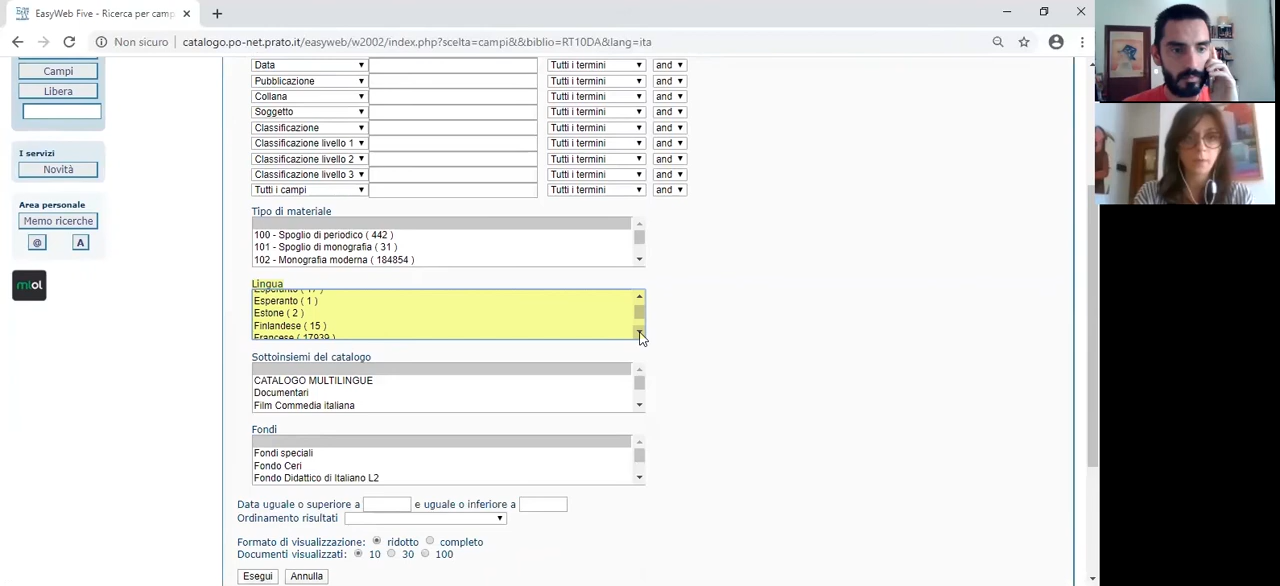 EasyWeb Five - Ricerca per camp
Non sicuro catalogo.po-net.prato.it/easyweb/w2002/index.php?scelta=campi&&biblio=RT10DA&lang=ita
Campi
Libera
I servizi
Novità
Area personale
Memo ricerche
@ A
mlol
Data Tutti i termini and
Pubblicazione Tutti i termini and
Collana Tutti i termini and
Soggetto Tutti i termini and
Classificazione Tutti i termini and
Classificazione livello 1 Tutti i termini and
Classificazione livello 2 Tutti i termini and
Classificazione livello 3 Tutti i termini and
Tutti i campi Tutti i termini and
Tipo di materiale
100 - Spoglio di periodico ( 442 )
101 - Spoglio di monografia ( 31 )
102 - Monografia moderna ( 184854 )
Lingua
Esperanto ( 17 )
Esperanto ( 1 )
Estone ( 2 )
Finlandese ( 15 )
Francese ( 17939 )
Sottoinsiemi del catalogo
CATALOGO MULTILINGUE
Documentari
Film Commedia italiana
Fondi
Fondi speciali
Fondo Ceri
Fondo Didattico di Italiano L2
Data uguale o superiore a e uguale o inferiore a
Ordinamento risultati
Formato di visualizzazione: ridotto completo
Documenti visualizzati: 10 30 100
Esegui Annulla